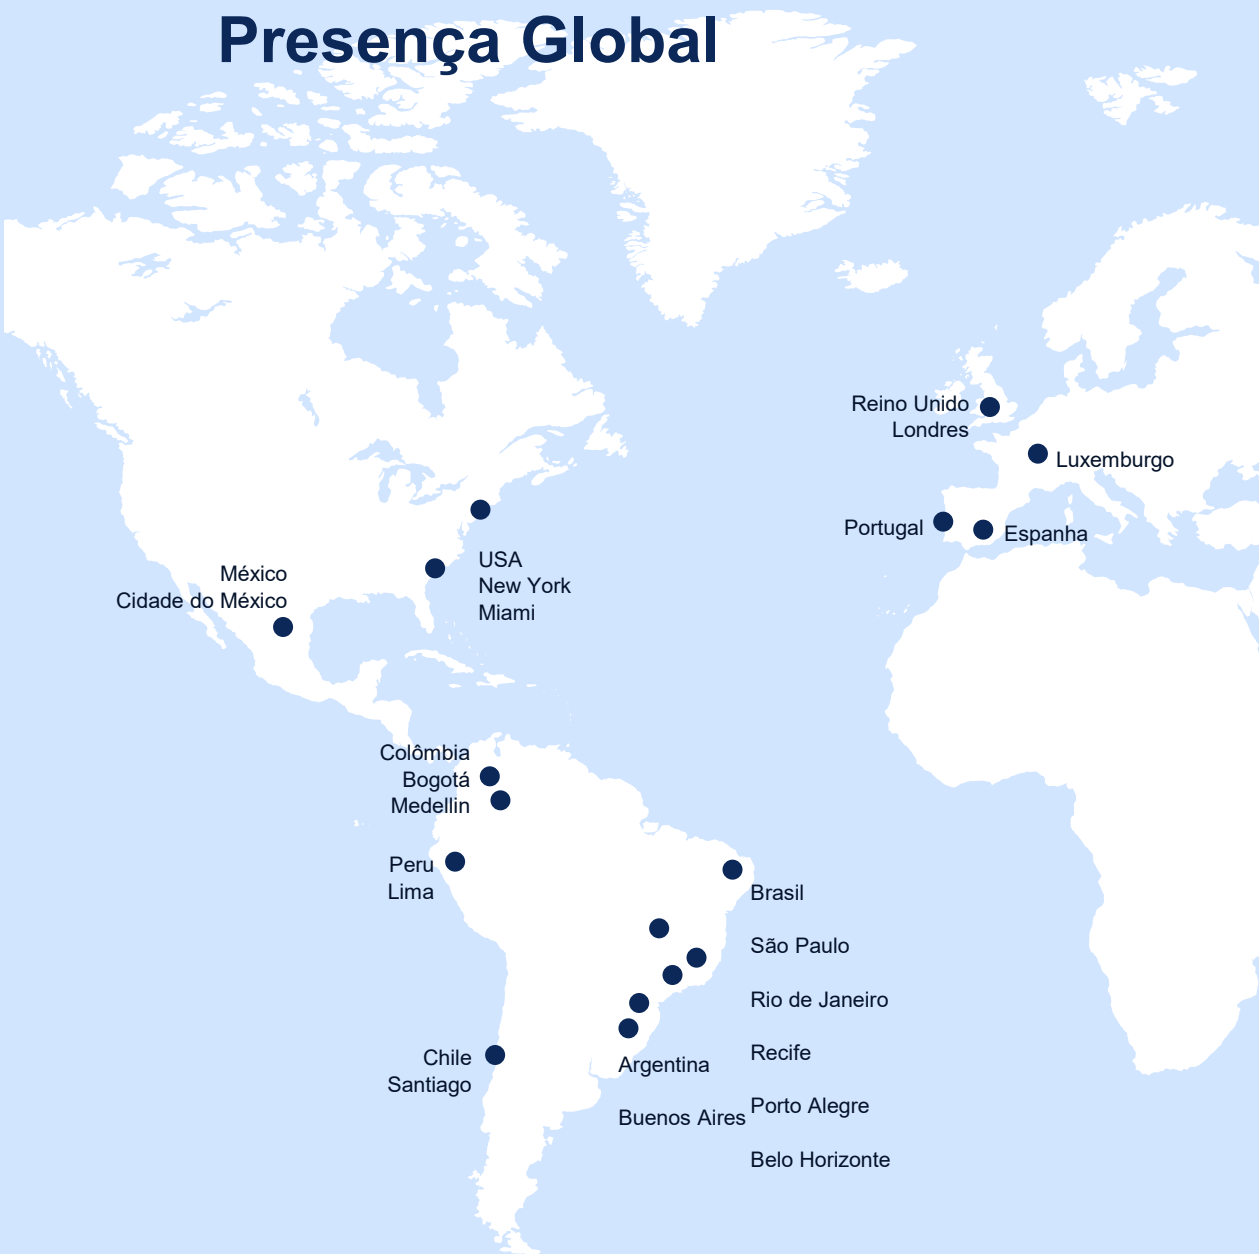 Presença Global
Reino Unido
Londres
Luxemburgo
Portugal
Espanha
USA
New York
Miami
México
Cidade do México
Colômbia
Bogotá
Medellin
Peru
Lima
Brasil
São Paulo
Rio de Janeiro
Recife
Porto Alegre
Belo Horizonte
Chile
Santiago
Argentina
Buenos Aires